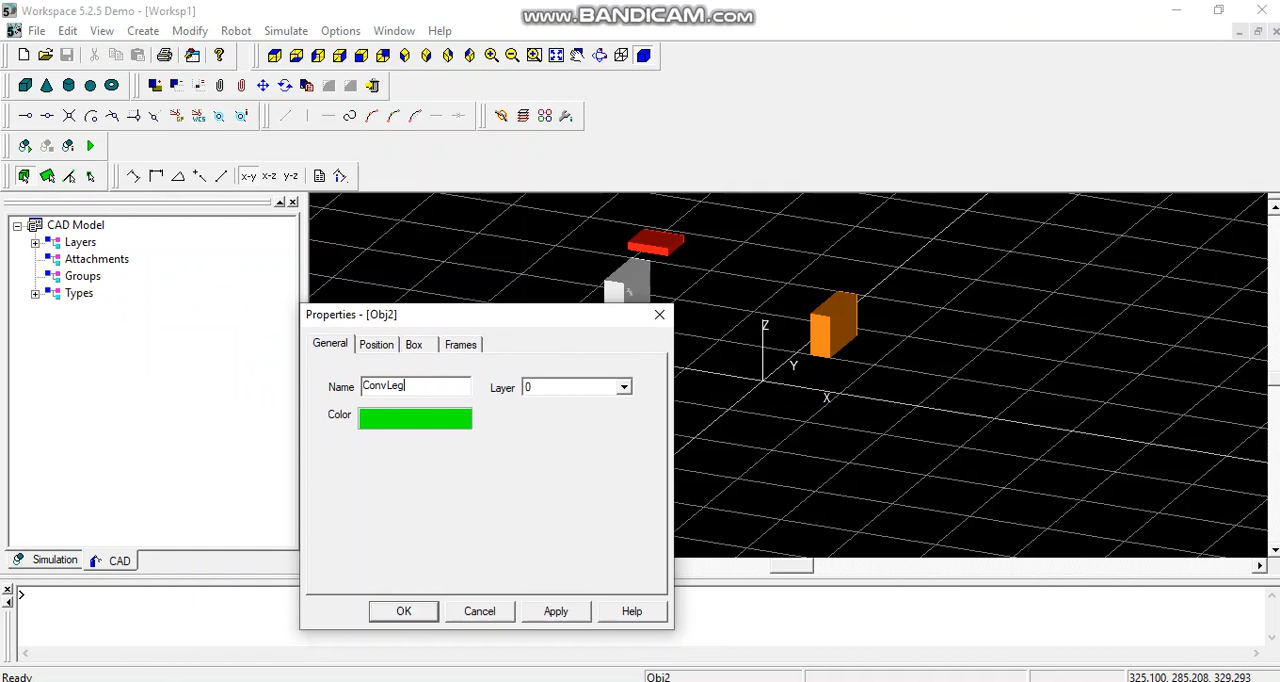 Workspace 5.2.5 Demo - [Worksp1]
www.BANDICAM.com
File Edit View Create Modify Robot Simulate Options Window Help
x-y x-z y-z
CAD Model
Layers
Attachments
Groups
Types
Z
Y
X
Properties - [Obj2]
General Position Box Frames
Name ConvLeg Layer 0
Color
Simulation CAD
OK Cancel Apply Help
>
Ready Obj2 325.100, 285.208, 329.293